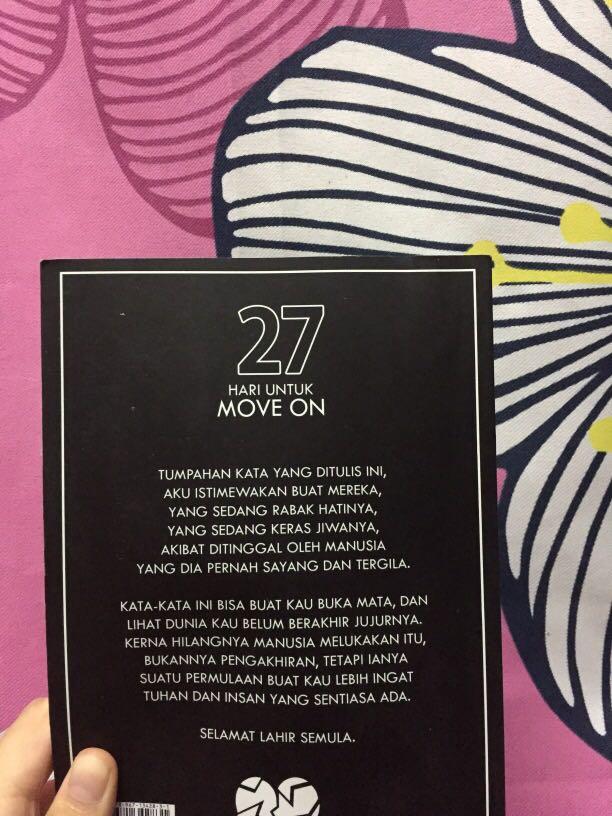 27
HARI UNTUK
MOVE ON
TUMPAHAN KATA YANG DITULIS INI,
AKU ISTIMEWAKAN BUAT MEREKA,
YANG SEDANG RABAK HATINYA,
YANG SEDANG KERAS JIWANYA,
AKIBAT DITINGGAL OLEH MANUSIA
YANG DIA PERNAH SAYANG DAN TERGILA.
KATA-KATA INI BISA BUAT KAU BUKA MATA, DAN
LIHAT DUNIA KAU BELUM BERAKHIR JUJURNYA.
KERNA HILANGNYA MANUSIA MELUKAKAN ITU,
BUKANNYA PENGAKHIRAN, TETAPI IANYA
SUATU PERMULAAN BUAT KAU LEBIH INGAT
TUHAN DAN INSAN YANG SENTIASA ADA.
SELAMAT LAHIR SEMULA.